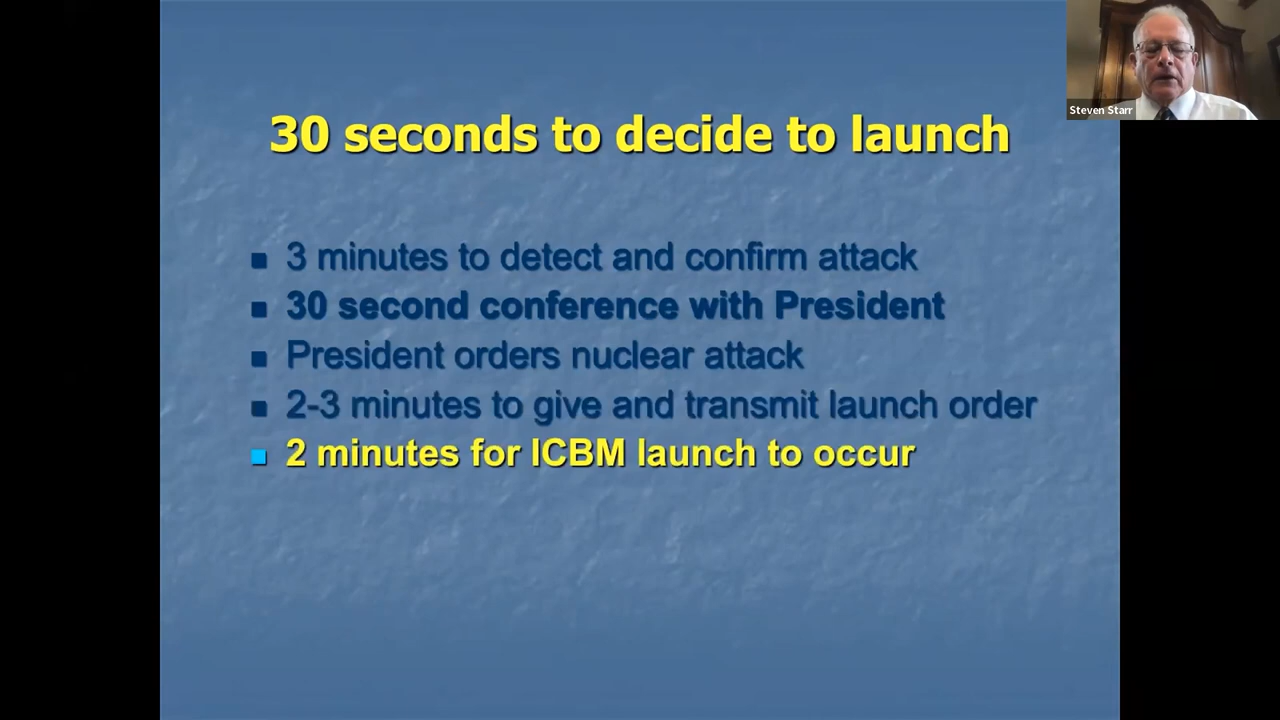 30 seconds to decide to launch
3 minutes to detect and confirm attack
30 second conference with President
President orders nuclear attack
2-3 minutes to give and transmit launch order
2 minutes for ICBM launch to occur
Steven Starr